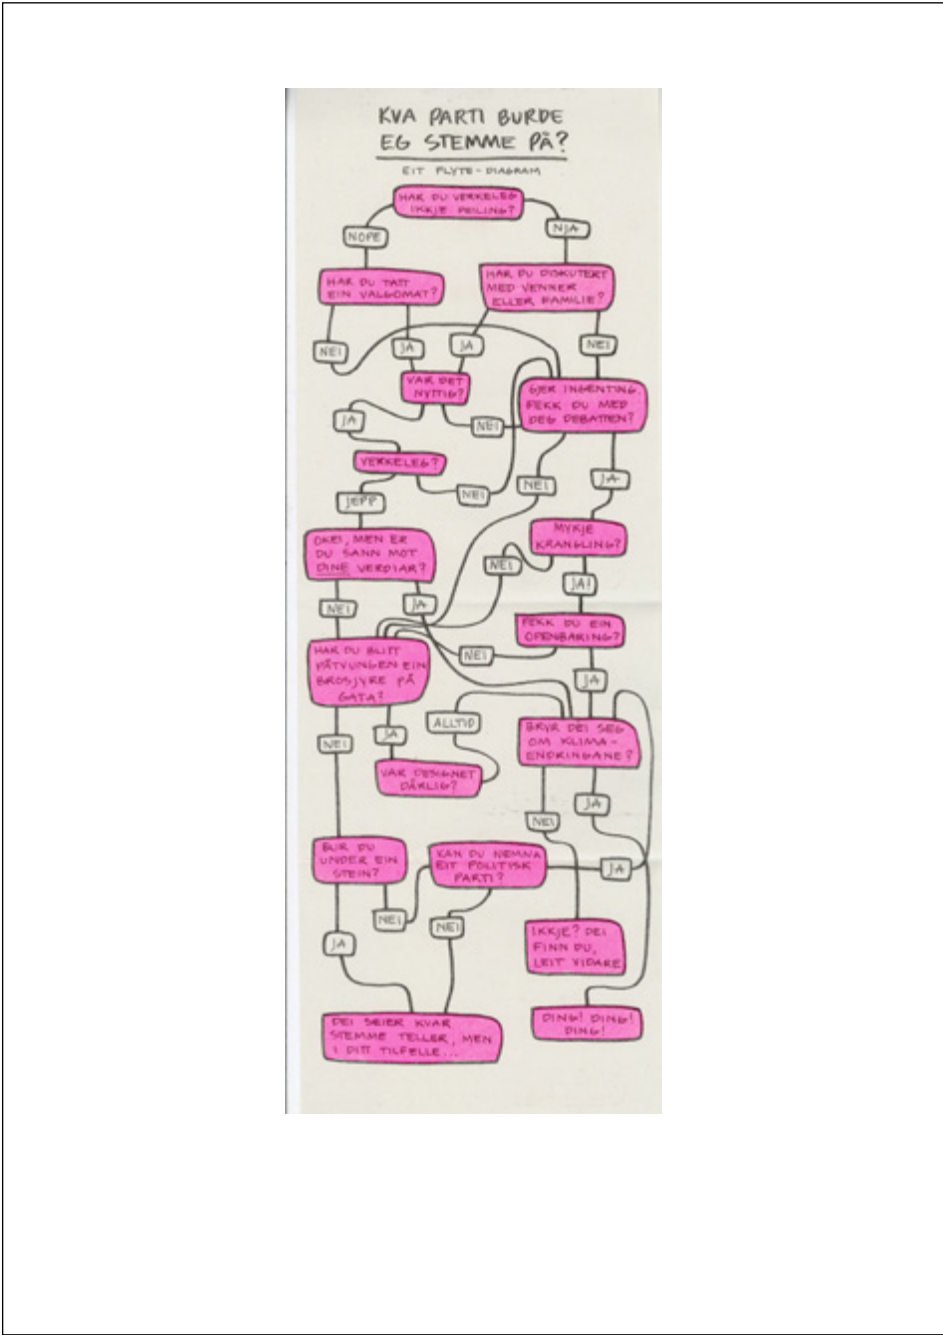 KVA PARTI BURDE
EG STEMME PÅ?
EIT FLYTE-DIAGRAM
HAR DU VERKELEG
IKKJE PEILING?
NOPE
NJA
HAR DU TATT
EIN VALGOMAT?
HAR DU DISKUTERT
MED VENNER
ELLER FAMILIE?
NEI
JA
JA
NEI
VAR DET
NYTTIG?
GJER INGENTING.
FEKK DU MED
DEG DEBATTEN?
JA
NEI
VERKELEG?
JEPP
NEI
NEI
JA
OKEI, MEN ER
DU SANN MOT
DINE VERDIAR?
MYKJE
KRANGLING?
NEI
JA!
NEI
JA
FEKK DU EIN
OPENBARING?
HAR DU BLITT
PÅTVUNGEN EIN
BROSJYRE PÅ
GATA?
NEI
JA
NEI
JA
ALLTID
BRYR DEI SEG
OM KLIMA-
ENDRINGANE?
VAR DESIGNET
DÅRLIG?
NEI
JA
BUR DU
UNDER EIN
STEIN?
KAN DU NEMNA
EIT POLITISK
PARTI?
JA
NEI
NEI
JA
IKKJE? DEI
FINN DU,
LEIT VIDARE
DEI SEIER KVAR
STEMME TELLER, MEN
I DITT TILFELLE...
DING! DING!
DING!